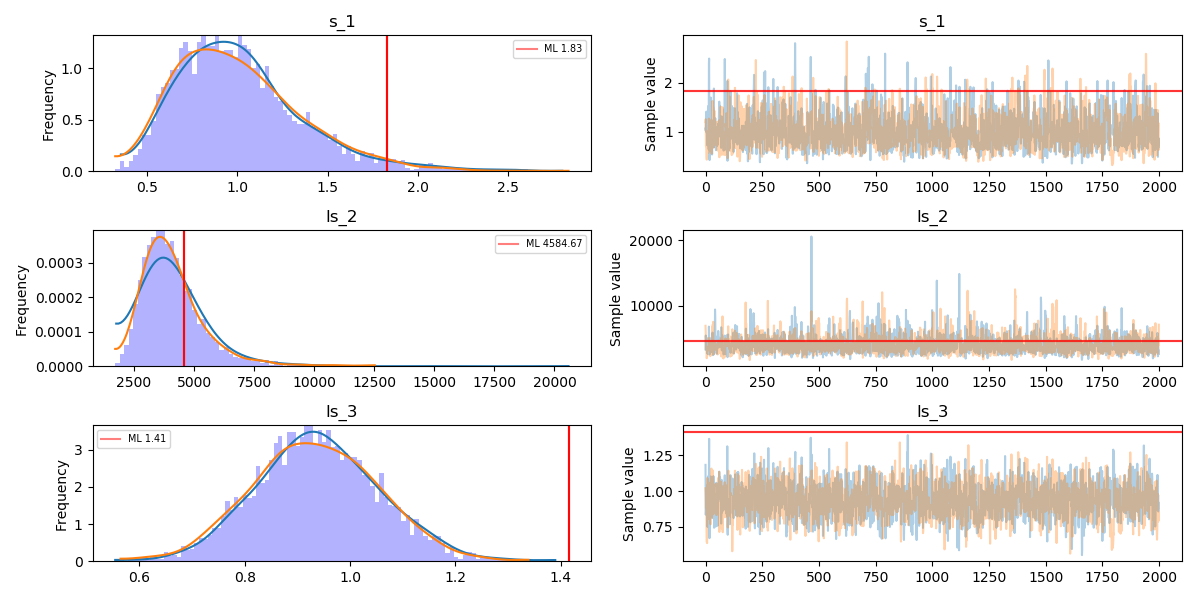 s_1
Frequency
1.0
0.5
0.0
ML 1.83
0.5 1.0 1.5 2.0 2.5
s_1
Sample value
2
1
0 250 500 750 1000 1250 1500 1750 2000
ls_2
Frequency
0.0003
0.0002
0.0001
0.0000
ML 4584.67
2500 5000 7500 10000 12500 15000 17500 20000
ls_2
Sample value
20000
10000
0 250 500 750 1000 1250 1500 1750 2000
ls_3
Frequency
3
2
1
0
ML 1.41
0.6 0.8 1.0 1.2 1.4
ls_3
Sample value
1.25
1.00
0.75
0 250 500 750 1000 1250 1500 1750 2000